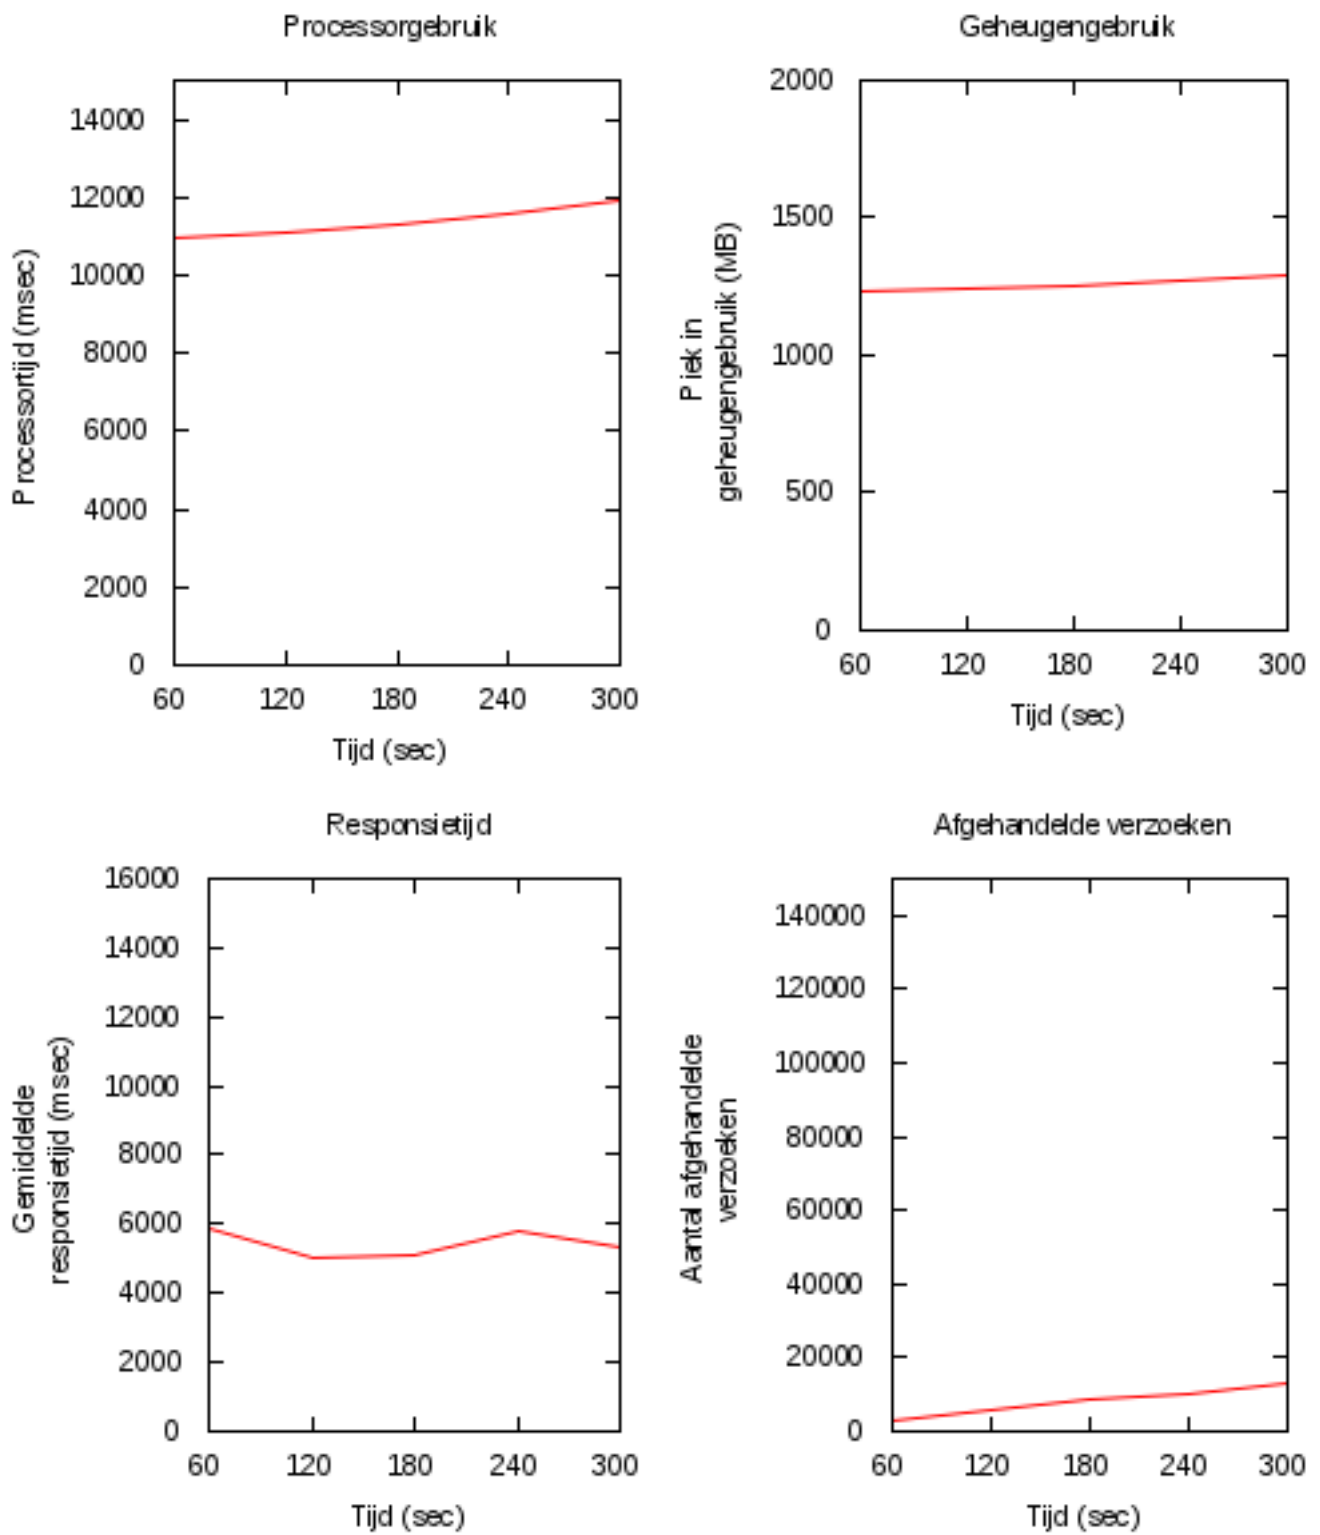 Processorgebruik
14000
12000
10000
8000
6000
4000
2000
0
Processortijd (msec)
60 120 180 240 300
Tijd (sec)
Geheugengebruik
2000
1500
1000
500
0
Piek in
geheugengebruik (MB)
60 120 180 240 300
Tijd (sec)
Responsietijd
16000
14000
12000
10000
8000
6000
4000
2000
0
Gemiddelde
responsietijd (msec)
60 120 180 240 300
Tijd (sec)
Afgehandelde verzoeken
140000
120000
100000
80000
60000
40000
20000
0
Aantal afgehandelde
verzoeken
60 120 180 240 300
Tijd (sec)